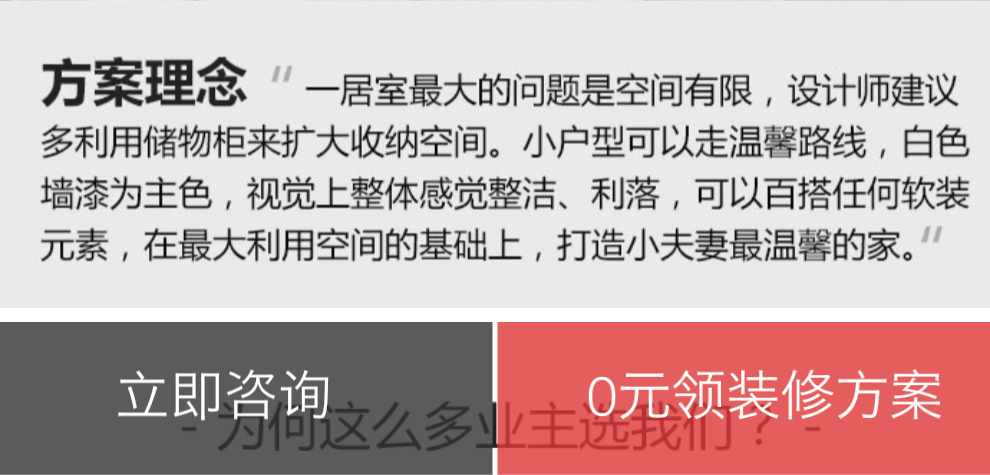 方案理念 “ 一居室最大的问题是空间有限，设计师建议
多利用储物柜来扩大收纳空间。小户型可以走温馨路线，白色
墙漆为主色，视觉上整体感觉整洁、利落，可以百搭任何软装
元素，在最大利用空间的基础上，打造小夫妻最温馨的家。”
立即咨询
0元领装修方案
- 为何这么多业主选我们？ -